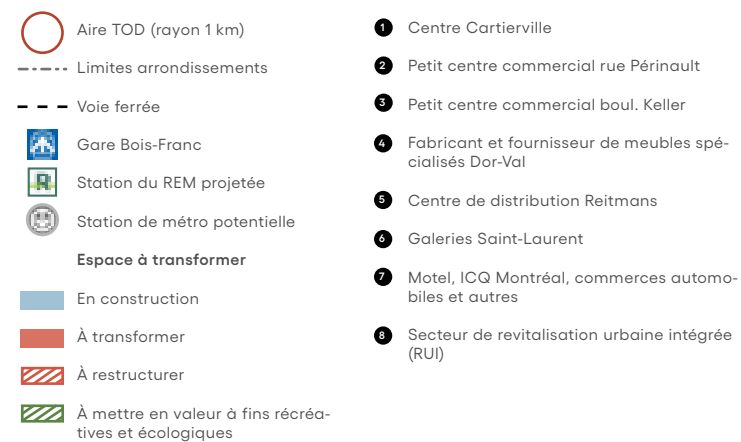 Aire TOD (rayon 1 km)
Limites arrondissements
Voie ferrée
Gare Bois-Franc
R
Station du REM projetée
Station de métro potentielle
Espace à transformer
En construction
À transformer
À restructurer
À mettre en valeur à fins récréa-
tives et écologiques
1 Centre Cartierville
2 Petit centre commercial rue Périnault
3 Petit centre commercial boul. Keller
4 Fabricant et fournisseur de meubles spé-
cialisés Dor-Val
5 Centre de distribution Reitmans
6 Galeries Saint-Laurent
7 Motel, ICQ Montréal, commerces automo-
biles et autres
8 Secteur de revitalisation urbaine intégrée
(RUI)